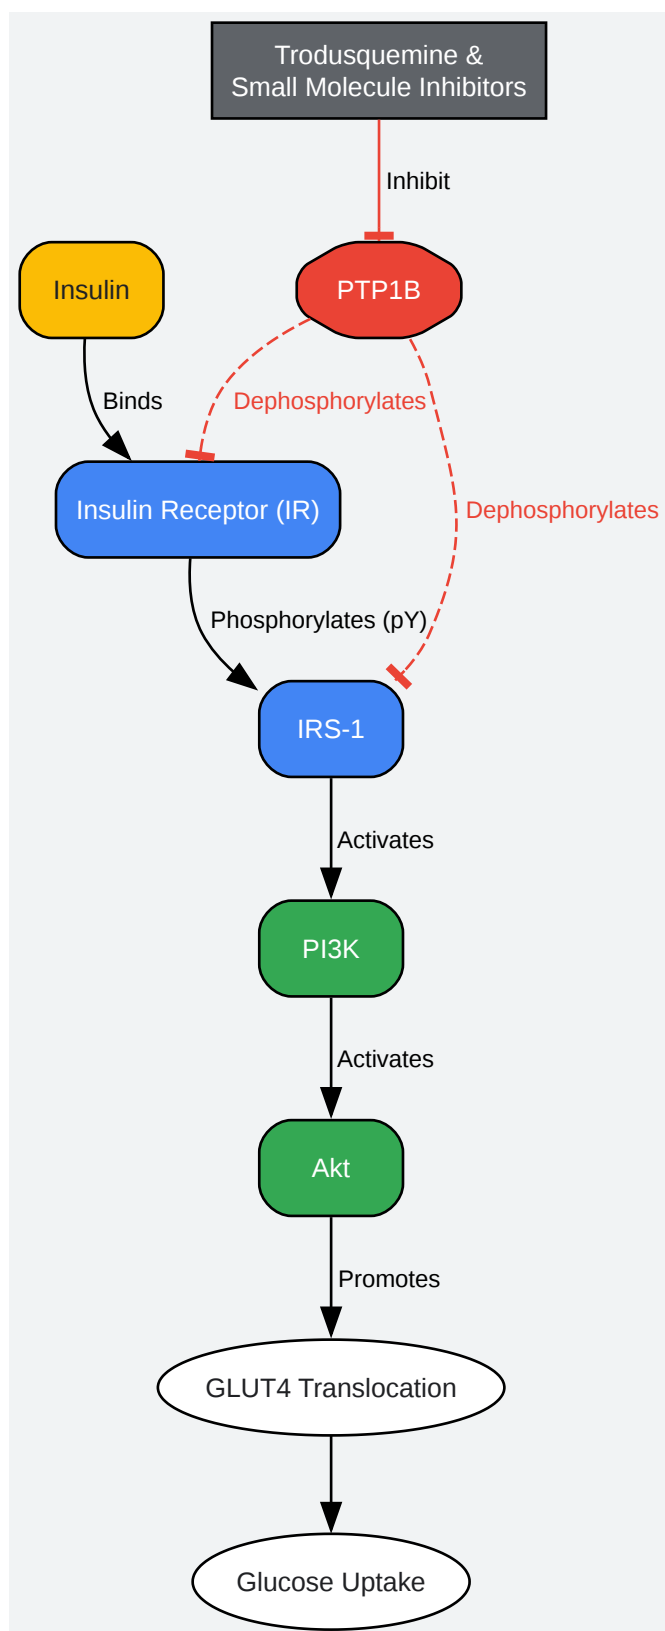 Trodusquemine &
Small Molecule Inhibitors
Inhibit
Insulin
PTP1B
Binds
Dephosphorylates
Insulin Receptor (IR)
Dephosphorylates
Phosphorylates (pY)
IRS-1
Activates
PI3K
Activates
Akt
Promotes
GLUT4 Translocation
Glucose Uptake